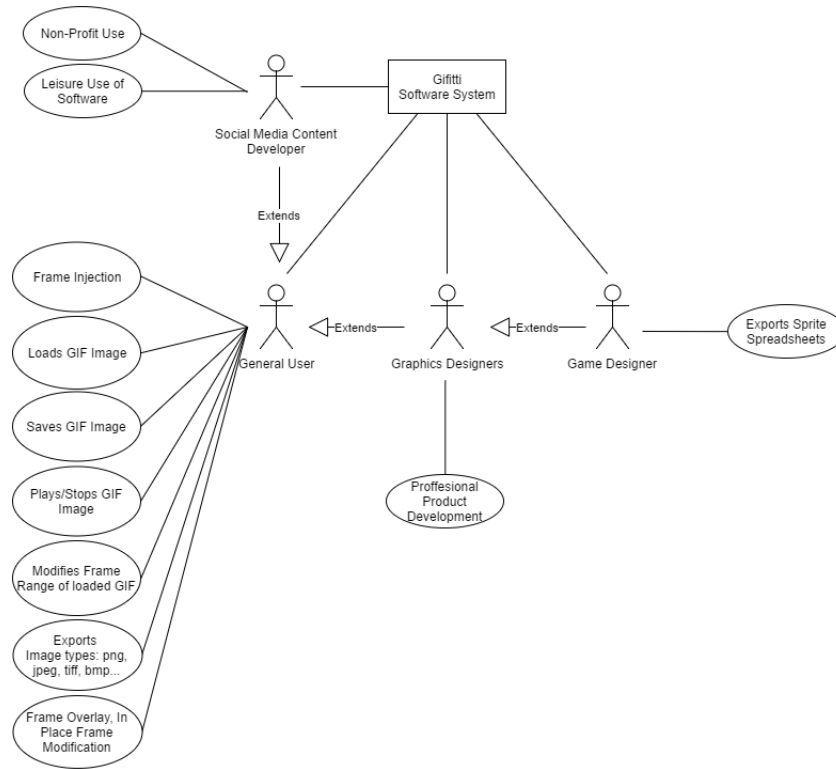 Non-Profit Use
Leisure Use of
Software
Social Media Content
Developer
Gifitti
Software System
Extends
Frame Injection
Loads GIF Image
Saves GIF Image
Plays/Stops GIF
Image
Modifies Frame
Range of loaded GIF
Exports
Image types: png,
jpeg, tiff, bmp...
Frame Overlay, In
Place Frame
Modification
General User
Extends
Graphics Designers
Extends
Game Designer
Exports Sprite
Spreadsheets
Proffesional
Product
Development